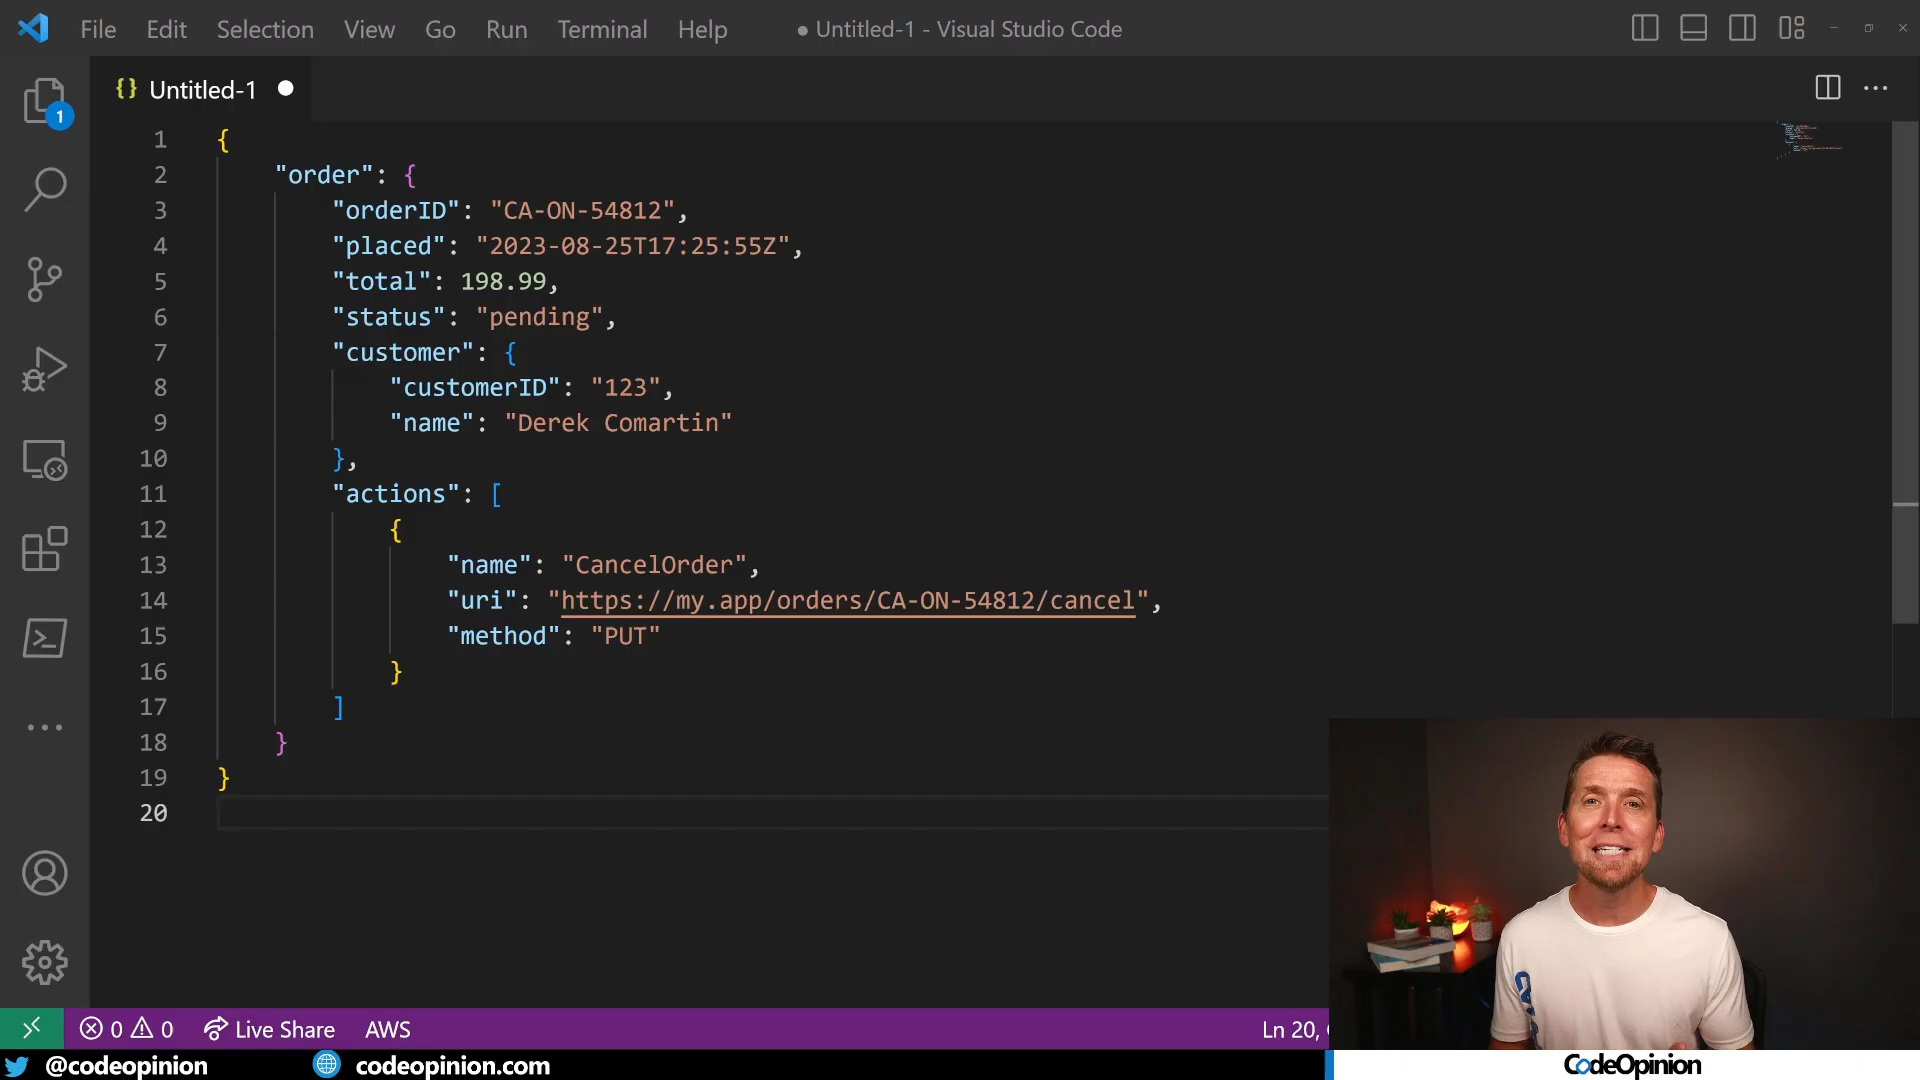 File Edit Selection View Go Run Terminal Help ● Untitled-1 - Visual Studio Code
{} Untitled-1 ●
1
1 {
2 "order": {
3 "orderID": "CA-ON-54812",
4 "placed": "2023-08-25T17:25:55Z",
5 "total": 198.99,
6 "status": "pending",
7 "customer": {
8 "customerID": "123",
9 "name": "Derek Comartin"
10 },
11 "actions": [
12 {
13 "name": "CancelOrder",
14 "uri": "https://my.app/orders/CA-ON-54812/cancel",
15 "method": "PUT"
16 }
17 ]
18 }
19 }
20
0 0 Live Share AWS Ln 20,
@codeopinion codeopinion.com CodeOpinion